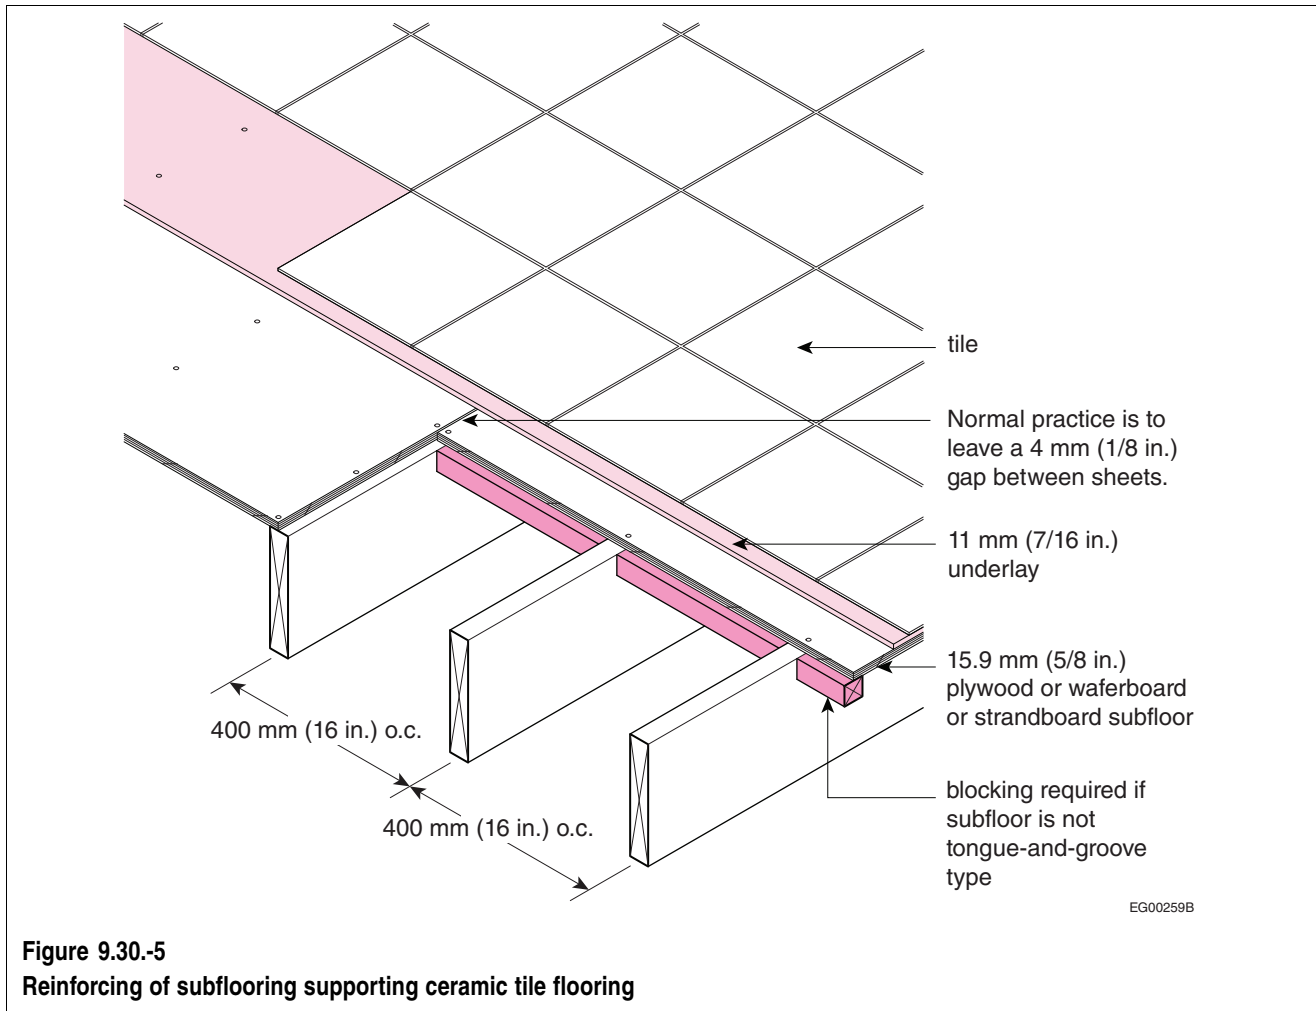 tile
Normal practice is to
leave a 4 mm (1/8 in.)
gap between sheets.
11 mm (7/16 in.)
underlay
15.9 mm (5/8 in.)
plywood or waferboard
or strandboard subfloor
400 mm (16 in.) o.c.
blocking required if
subfloor is not
tongue-and-groove
type
400 mm (16 in.) o.c.
EG00259B
Figure 9.30.-5
Reinforcing of subflooring supporting ceramic tile flooring